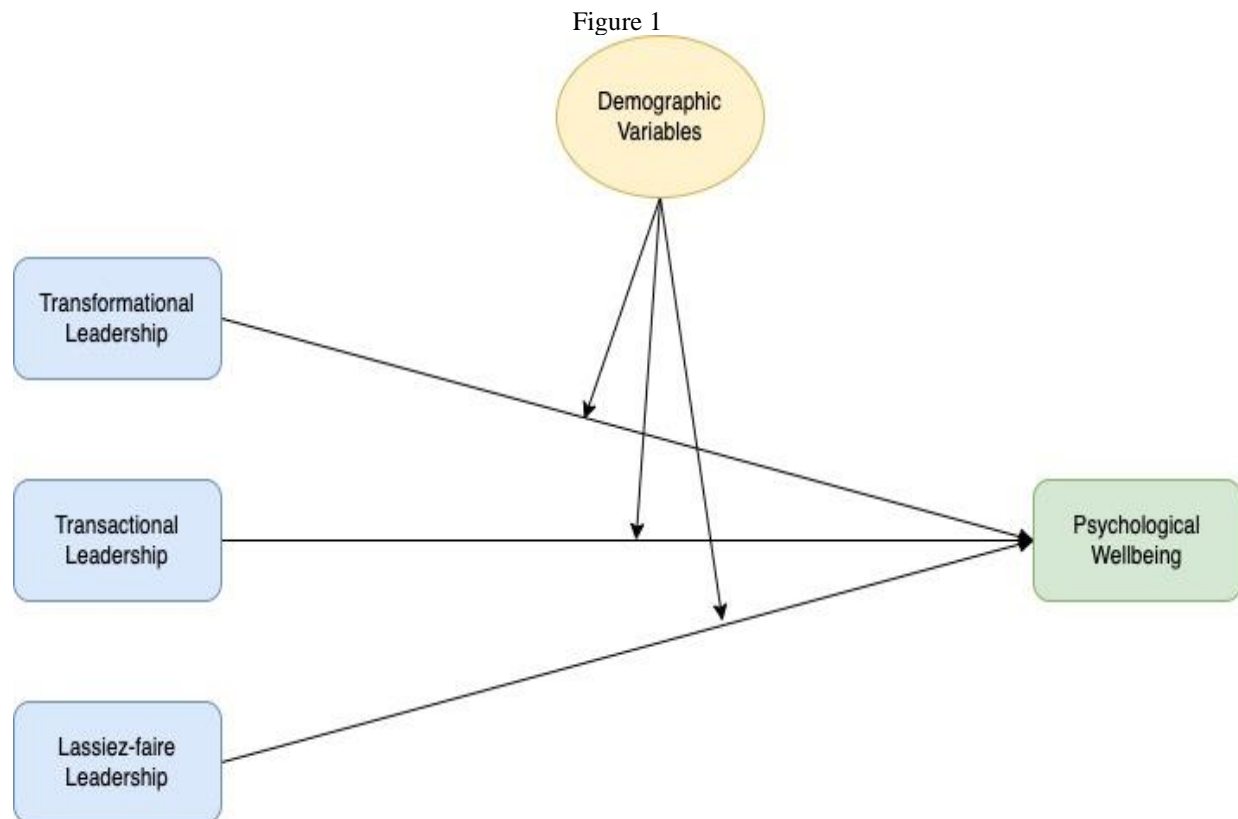 Figure 1
Demographic
Variables
Transformational
Leadership
Transactional
Leadership
Psychological
Wellbeing
Lassiez-faire
Leadership